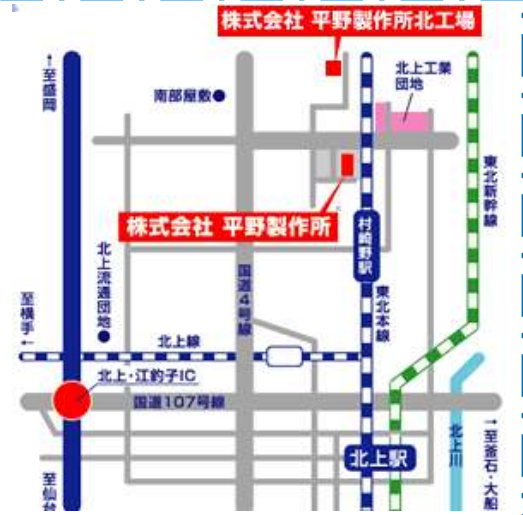 株式会社 平野製作所北工場
↑至盛岡
北上工業
団地
南部屋敷●
東北新幹線
株式会社 平野製作所
村崎野駅
北上流通団地●
国道4号線
東北本線
至横手←
北上線
北上・江釣子IC
国道107号線
北上駅
北上川
→至釜石・大船
至仙台